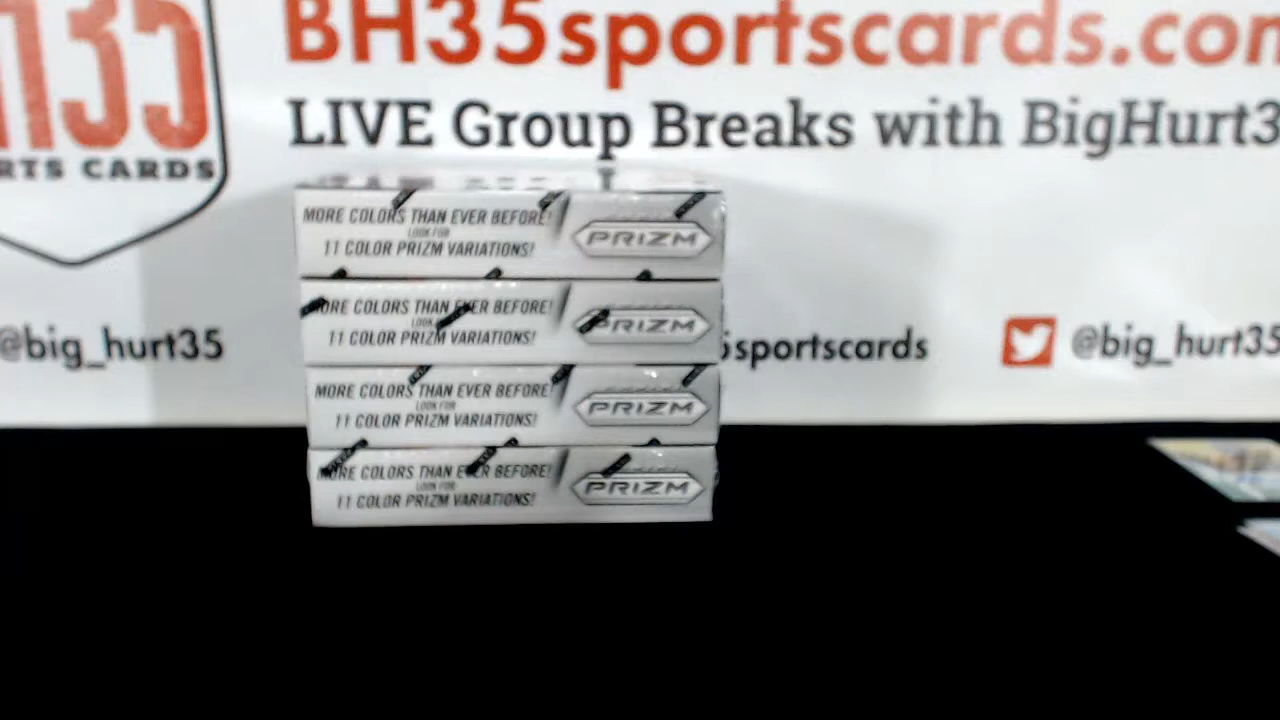 H35
RTS CARDS
BH35sportscards.com
LIVE Group Breaks with BigHurt3
MORE COLORS THAN EVER BEFORE!
LOOK FOR
11 COLOR PRIZM VARIATIONS!
PRIZM
MORE COLORS THAN EVER BEFORE!
LOOK
11 COLOR PRIZM VARIATIONS!
PRIZM
MORE COLORS THAN EVER BEFORE!
LOOK FOR
11 COLOR PRIZM VARIATIONS!
PRIZM
MORE COLORS THAN EVER BEFORE!
LOOK FOR
11 COLOR PRIZM VARIATIONS!
PRIZM
@big_hurt35
5sportscards
@big_hurt35